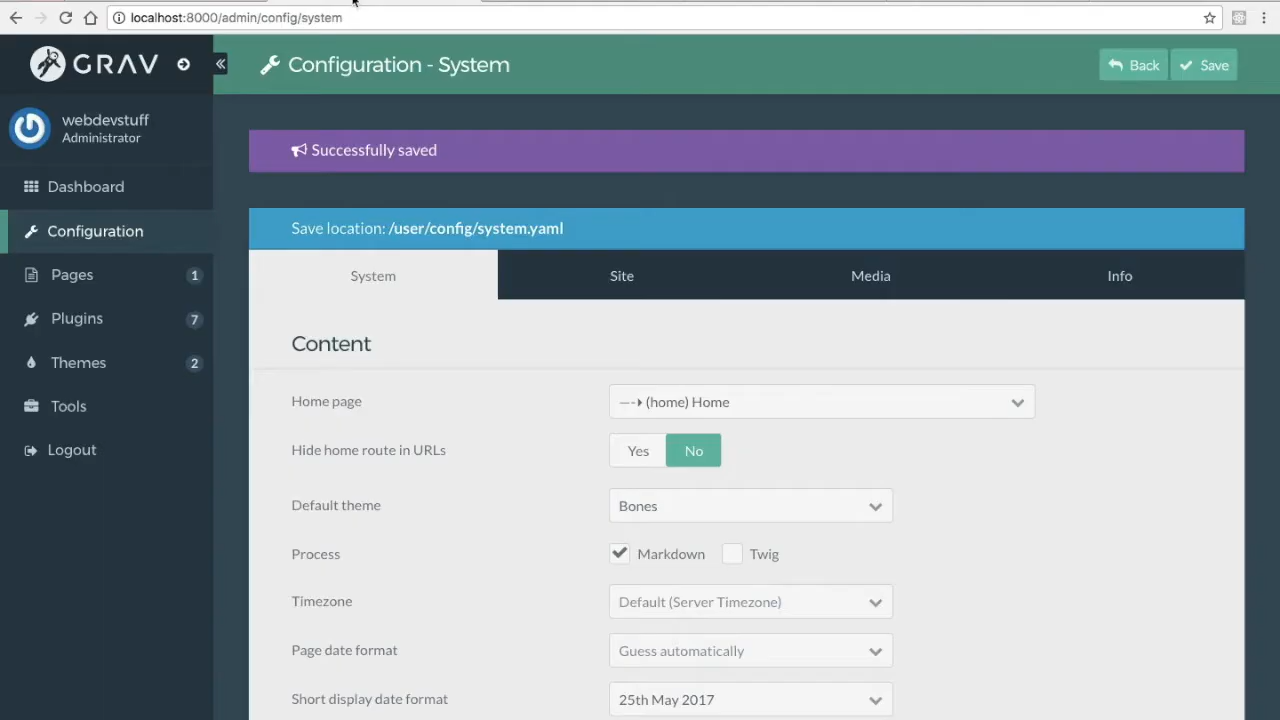 localhost:8000/admin/config/system
GRAV
Configuration - System
Back
Save
webdevstuff
Administrator
Successfully saved
Dashboard
Save location: /user/config/system.yaml
Configuration
System
Site
Media
Info
Pages
1
Plugins
7
Content
Themes
2
Home page
(home) Home
Tools
Hide home route in URLs
Yes
No
Logout
Default theme
Bones
Process
Markdown
Twig
Timezone
Default (Server Timezone)
Page date format
Guess automatically
Short display date format
25th May 2017